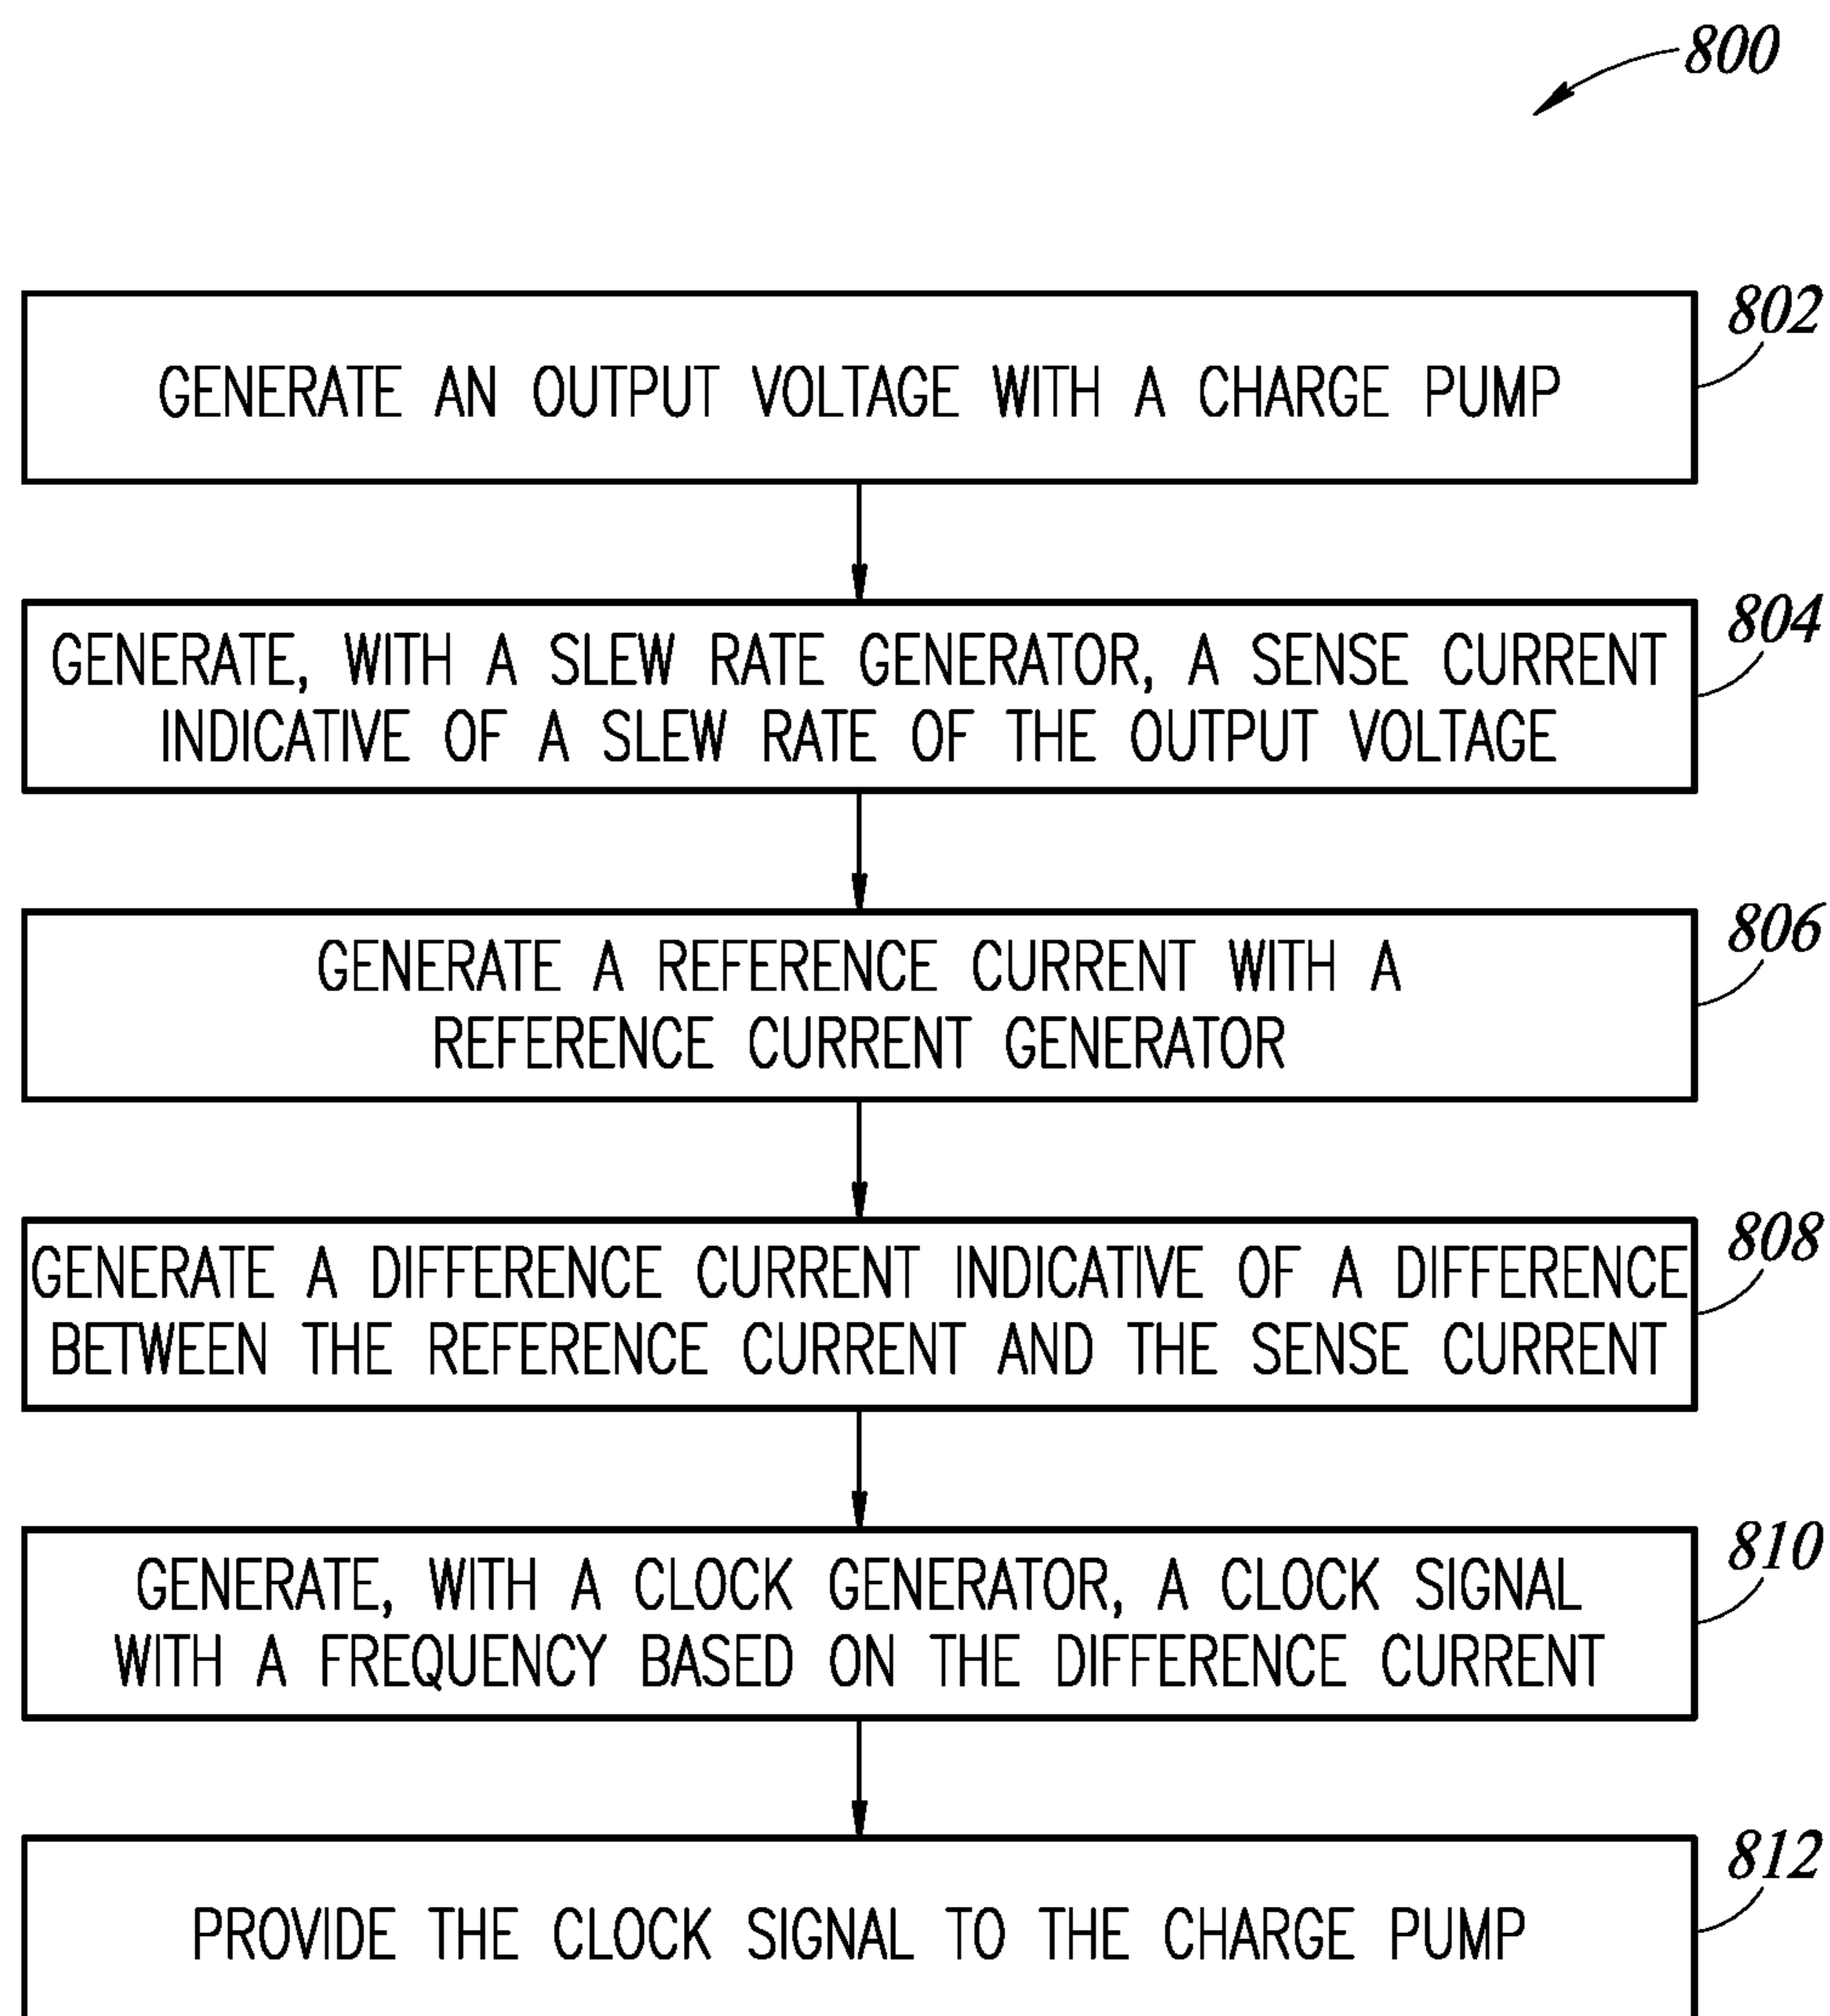 800
802
GENERATE AN OUTPUT VOLTAGE WITH A CHARGE PUMP
804
GENERATE, WITH A SLEW RATE GENERATOR, A SENSE CURRENT
INDICATIVE OF A SLEW RATE OF THE OUTPUT VOLTAGE
806
GENERATE A REFERENCE CURRENT WITH A
REFERENCE CURRENT GENERATOR
808
GENERATE A DIFFERENCE CURRENT INDICATIVE OF A DIFFERENCE
BETWEEN THE REFERENCE CURRENT AND THE SENSE CURRENT
810
GENERATE, WITH A CLOCK GENERATOR, A CLOCK SIGNAL
WITH A FREQUENCY BASED ON THE DIFFERENCE CURRENT
812
PROVIDE THE CLOCK SIGNAL TO THE CHARGE PUMP